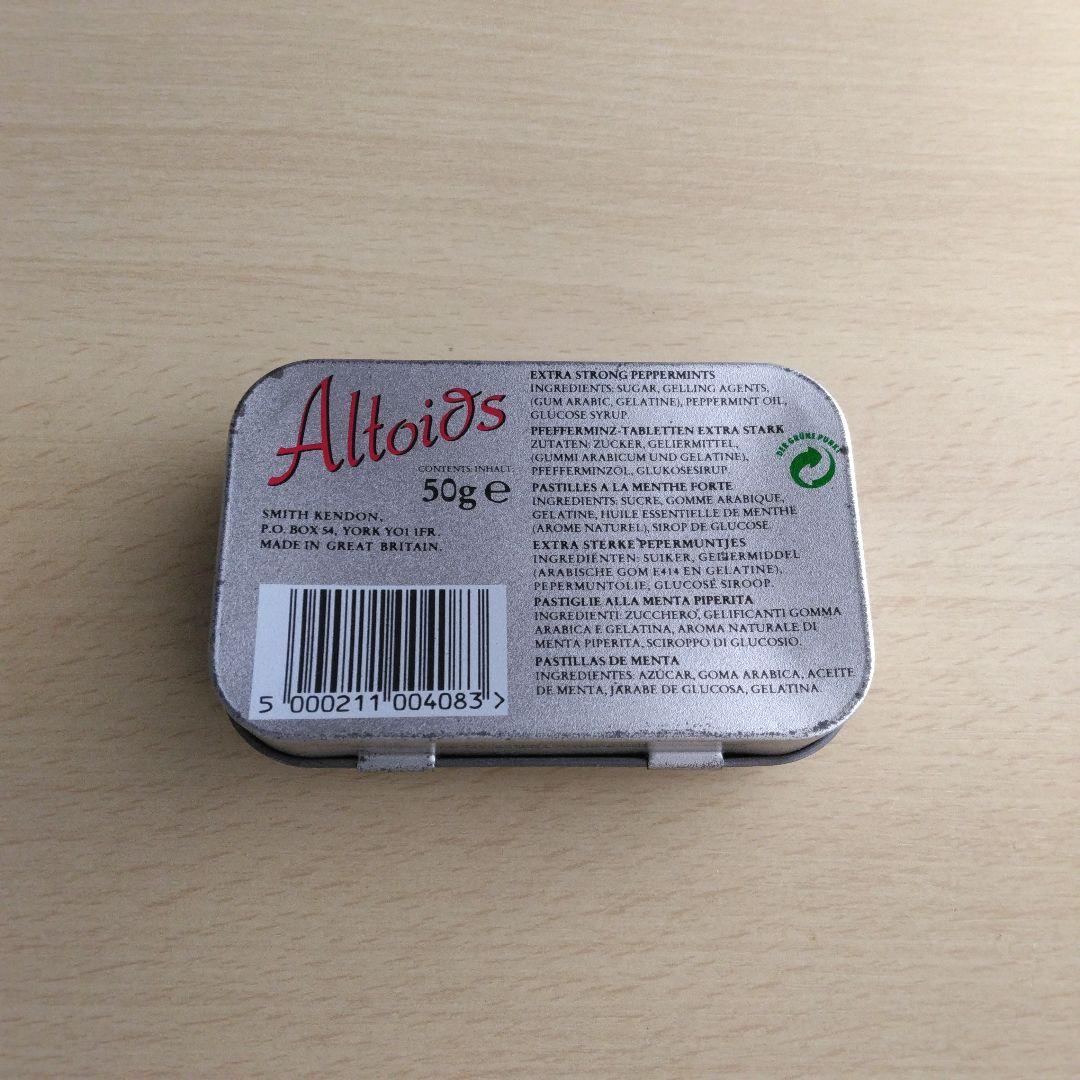 Altoids
CONTENTS: INHALT:
50g e
SMITH KENDON,
P.O. BOX 54, YORK YO1 1FR.
MADE IN GREAT BRITAIN.
5 000211 004083 >
EXTRA STRONG PEPPERMINTS
INGREDIENTS: SUGAR, GELLING AGENTS,
(GUM ARABIC, GELATINE), PEPPERMINT OIL,
GLUCOSE SYRUP.
PFEFFERMINZ-TABLETTEN EXTRA STARK
ZUTATEN: ZUCKER, GELIERMITTEL,
(GUMMI ARABICUM UND GELATINE),
PFEFFERMINZOL, GLUKOSESIRUP.
PASTILLES A LA MENTHE FORTE
INGREDIENTS: SUCRE, GOMME ARABIQUE,
GELATINE, HUILE ESSENTIELLE DE MENTHE
(AROME NATUREL), SIROP DE GLUCOSE.
EXTRA STERKE PEPERMUNTJES
INGREDIËNTEN: SUIKER, GELIERMIDDEL
(ARABISCHE GOM E414 EN GELATINE),
PEPERMUNTOLIE, GLUCOSE SIROOP.
PASTIGLIE ALLA MENTA PIPERITA
INGREDIENTI: ZUCCHERO, GELIFICANTI GOMMA
ARABICA E GELATINA, AROMA NATURALE DI
MENTA PIPERITA, SCIROPPO DI GLUCOSIO.
PASTILLAS DE MENTA
INGREDIENTES: AZÚCAR, GOMA ARABICA, ACEITE
DE MENTA, JARABE DE GLUCOSA, GELATINA.
DER GRÜNE PUNKT